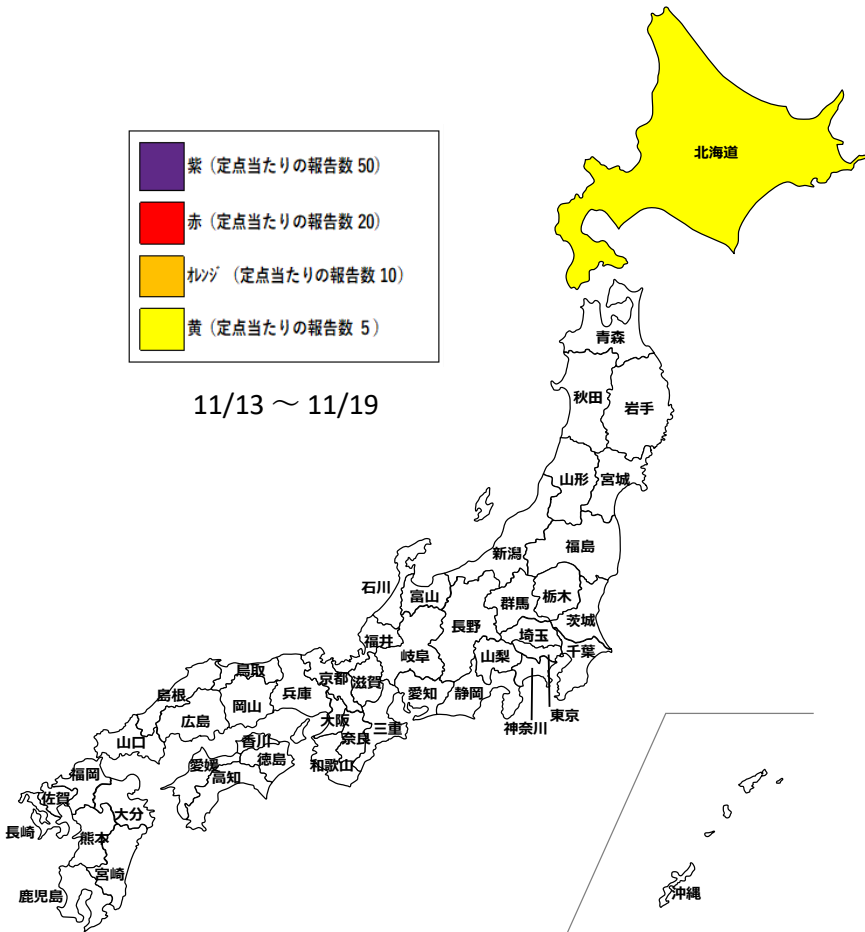 北海道
紫 (定点当たりの報告数 50)
赤 (定点当たりの報告数 20)
オレンジ (定点当たりの報告数 10)
黄 (定点当たりの報告数 5)
11/13 ～ 11/19
青森
秋田
岩手
山形
宮城
新潟
福島
石川
富山
群馬
栃木
長野
茨城
福井
埼玉
岐阜
山梨
千葉
鳥取
京都
滋賀
島根
兵庫
愛知
静岡
岡山
広島
大阪
東京
神奈川
三重
奈良
山口
香川
徳島
和歌山
愛媛
高知
福岡
佐賀
大分
長崎
熊本
宮崎
鹿児島
沖縄